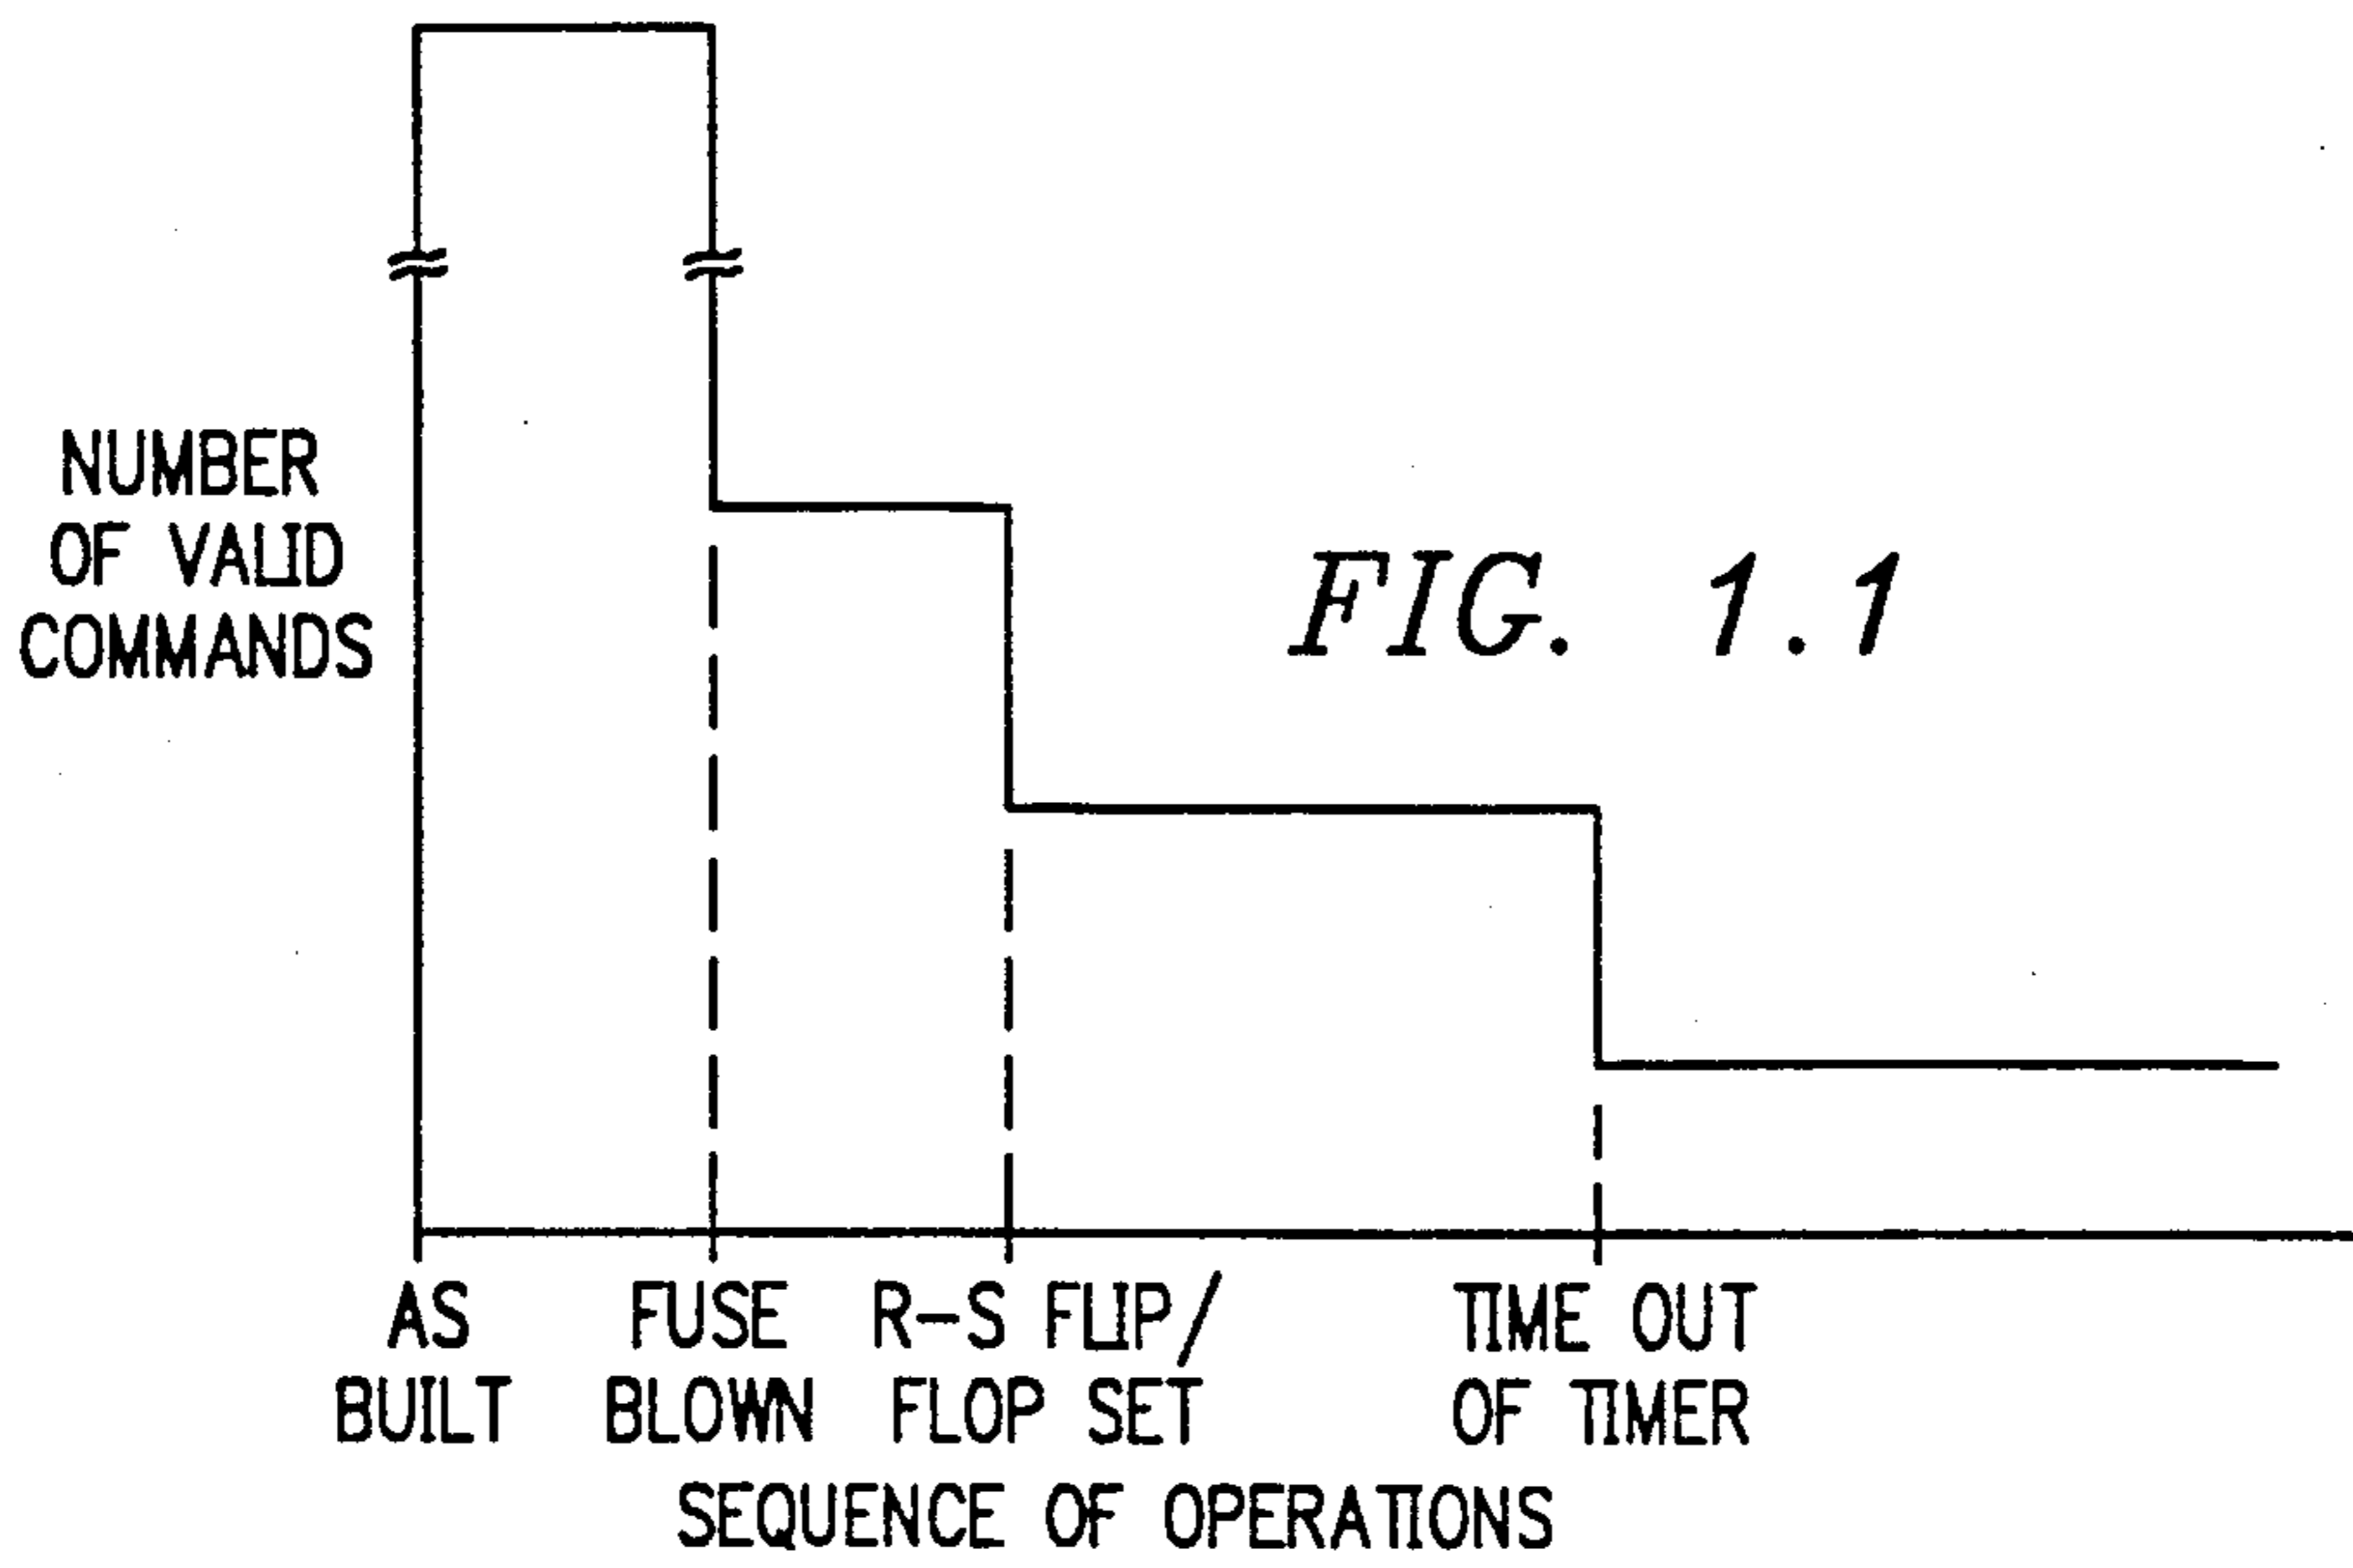 NUMBER
OF VALID
COMMANDS
FIG. 1.1
AS
BUILT
FUSE
BLOWN
R-S FLIP/
FLOP SET
TIME OUT
OF TIMER
SEQUENCE OF OPERATIONS